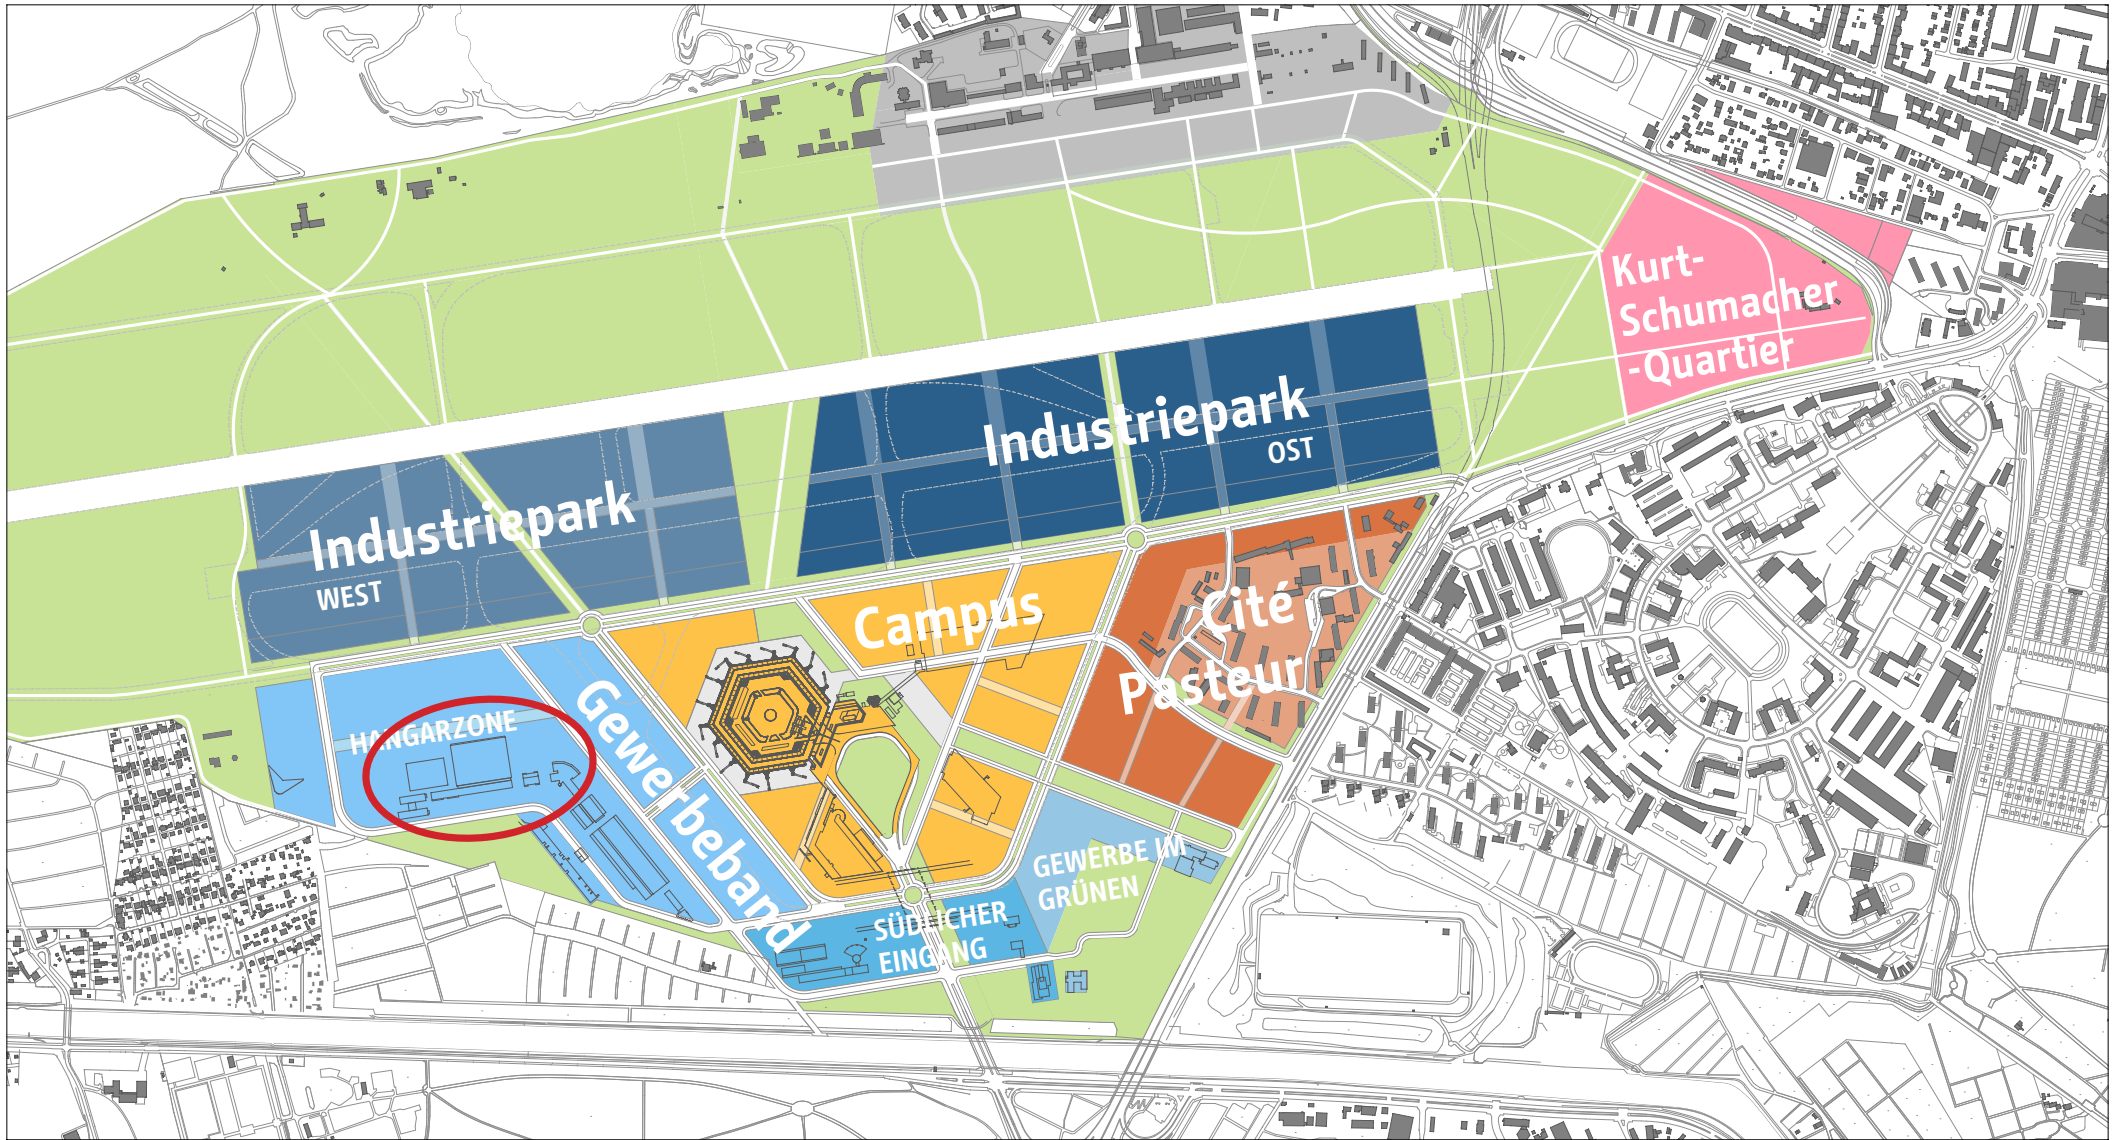 Kurt-
Schumacher
-Quartier
Industriepark
OST
Industriepark
WEST
Campus
Cité
Pasteur
HANGARZONE
Gewerbeband
GEWERBE IM
GRÜNEN
SÜDLICHER
EINGANG